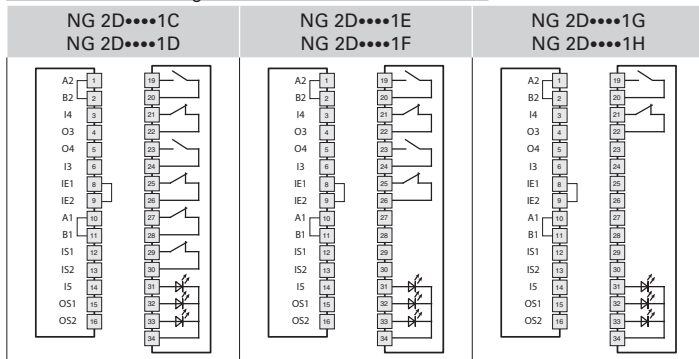 NG 2D••••1C
NG 2D••••1D
NG 2D••••1E
NG 2D••••1F
NG 2D••••1G
NG 2D••••1H
A2 1 19
B2 2 20
I4 3 21
O3 4 22
O4 5 23
I3 6 24
IE1 8 25
IE2 9 26
A1 10 27
B1 11 28
IS1 12 29
IS2 13 30
I5 14 31
OS1 15 32
OS2 16 33
34
A2 1 19
B2 2 20
I4 3 21
O3 4 22
O4 5 23
I3 6 24
IE1 8 25
IE2 9 26
A1 10 27
B1 11 28
IS1 12 29
IS2 13 30
I5 14 31
OS1 15 32
OS2 16 33
34
A2 1 19
B2 2 20
I4 3 21
O3 4 22
O4 5 23
I3 6 24
IE1 8 25
IE2 9 26
A1 10 27
B1 11 28
IS1 12 29
IS2 13 30
I5 14 31
OS1 15 32
OS2 16 33
34